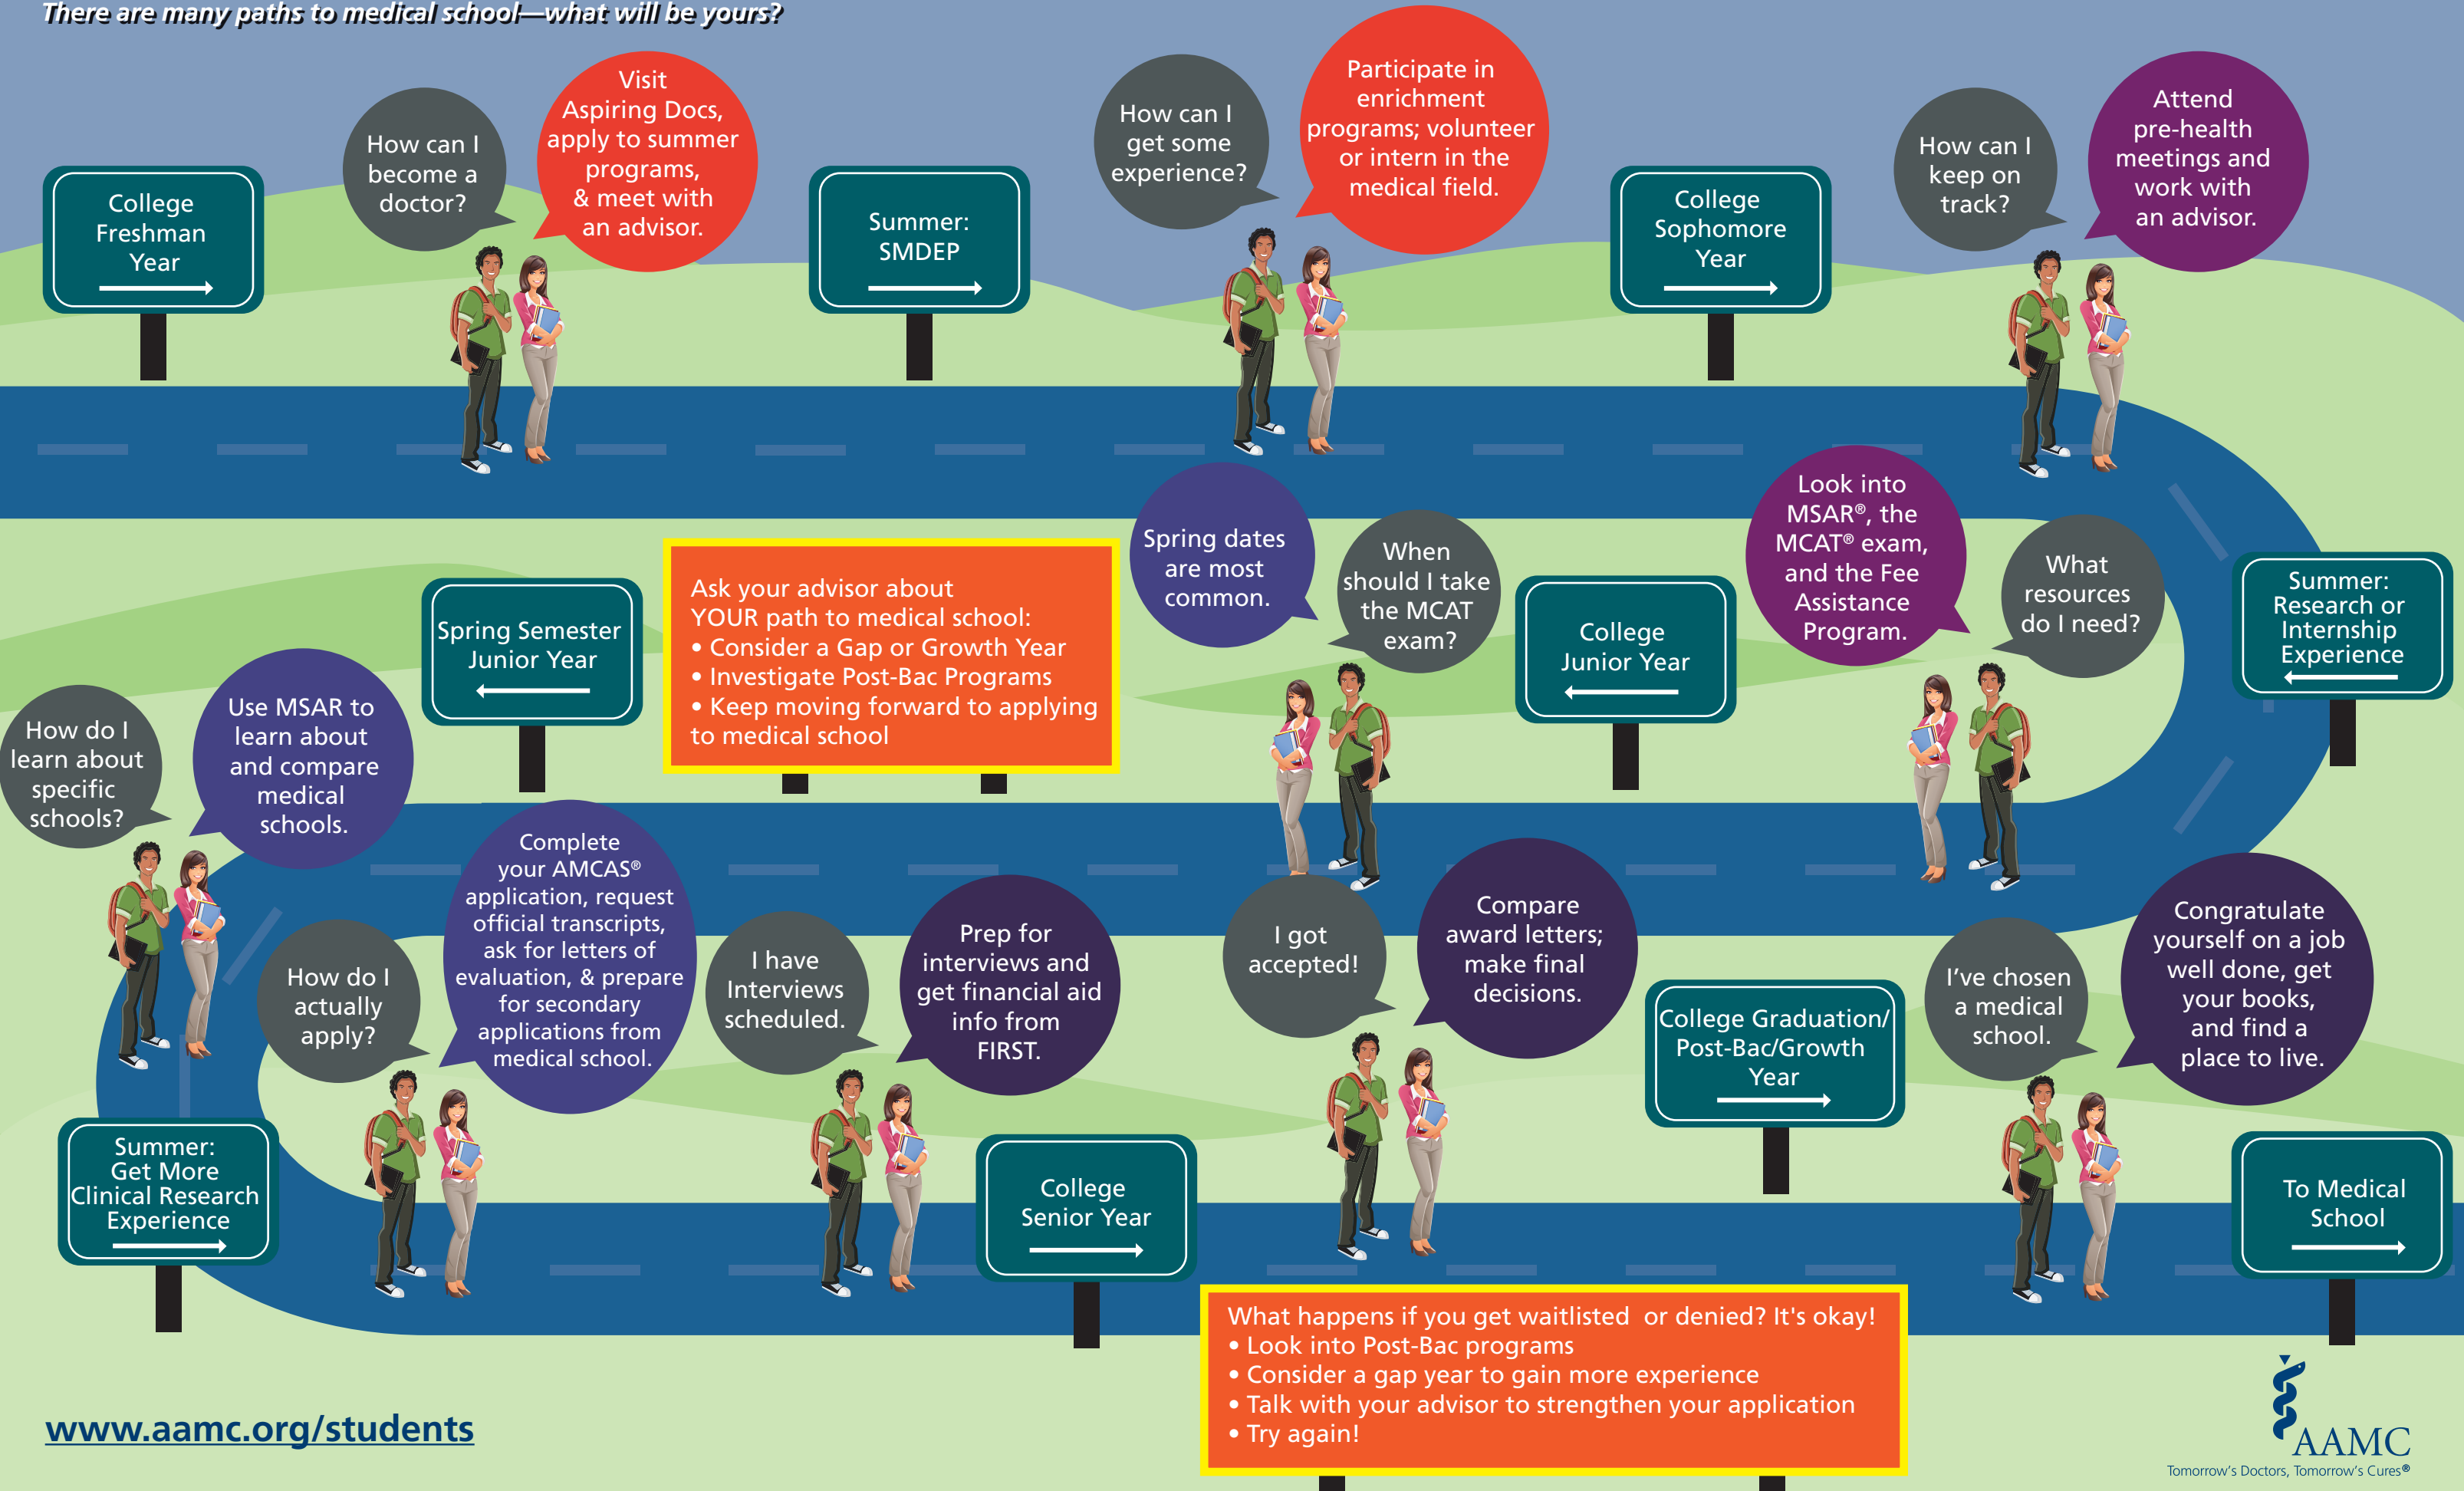 There are many paths to medical school—what will be yours?
College
Freshman
Year
How can I
become a
doctor?
Visit
Aspiring Docs,
apply to summer
programs,
& meet with
an advisor.
Summer:
SMDEP
How can I
get some
experience?
Participate in
enrichment
programs; volunteer
or intern in the
medical field.
College
Sophomore
Year
How can I
keep on
track?
Attend
pre-health
meetings and
work with
an advisor.
Summer:
Research or
Internship
Experience
What
resources
do I need?
Look into
MSAR®, the
MCAT® exam,
and the Fee
Assistance
Program.
College
Junior Year
When
should I take
the MCAT
exam?
Spring dates
are most
common.
Ask your advisor about
YOUR path to medical school:
• Consider a Gap or Growth Year
• Investigate Post-Bac Programs
• Keep moving forward to applying
to medical school
Spring Semester
Junior Year
How do I
learn about
specific
schools?
Use MSAR to
learn about
and compare
medical
schools.
Summer:
Get More
Clinical Research
Experience
How do I
actually
apply?
Complete
your AMCAS®
application, request
official transcripts,
ask for letters of
evaluation, & prepare
for secondary
applications from
medical school.
I have
Interviews
scheduled.
Prep for
interviews and
get financial aid
info from
FIRST.
College
Senior Year
I got
accepted!
Compare
award letters;
make final
decisions.
College Graduation/
Post-Bac/Growth
Year
I've chosen
a medical
school.
Congratulate
yourself on a job
well done, get
your books,
and find a
place to live.
To Medical
School
What happens if you get waitlisted  or denied? It's okay!
• Look into Post-Bac programs
• Consider a gap year to gain more experience
• Talk with your advisor to strengthen your application
• Try again!
www.aamc.org/students
AAMC
Tomorrow's Doctors, Tomorrow's Cures®